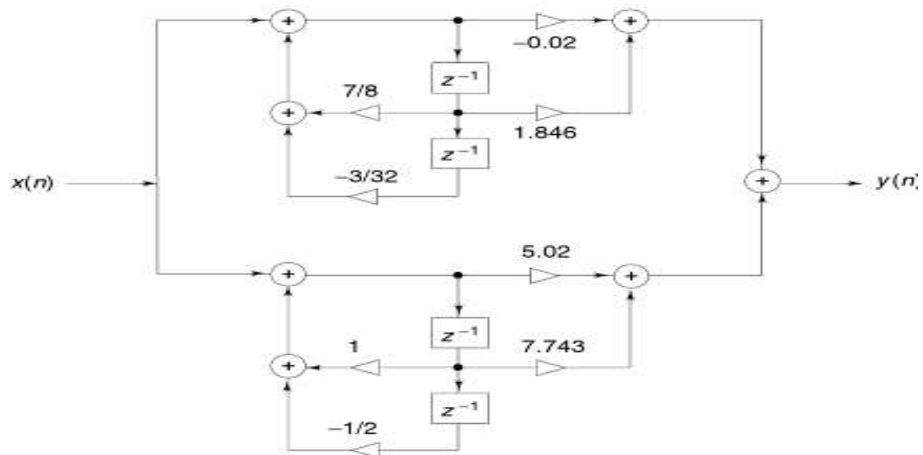 +
+
−0.02
z⁻¹
7/8
+
1.846
z⁻¹
−3/32
x(n)
+
y(n)
5.02
+
+
z⁻¹
1
7.743
+
z⁻¹
−1/2